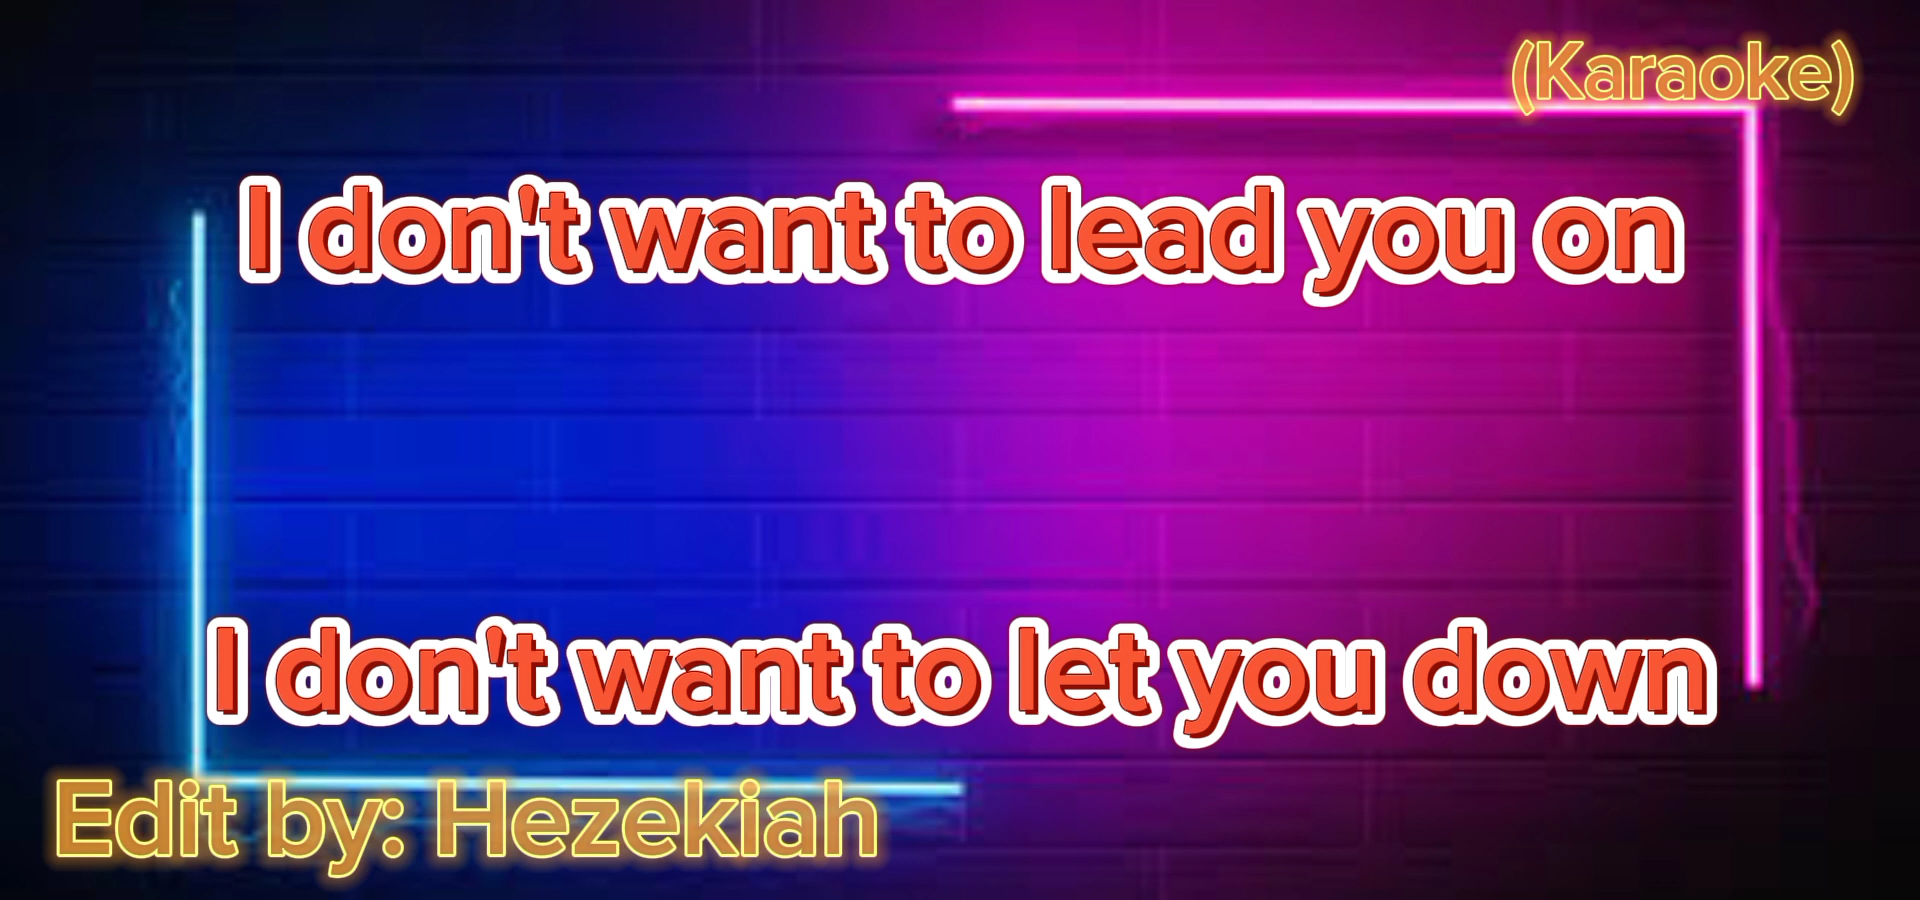 (Karaoke)
I don't want to lead you on
I don't want to let you down
Edit by: Hezekiah